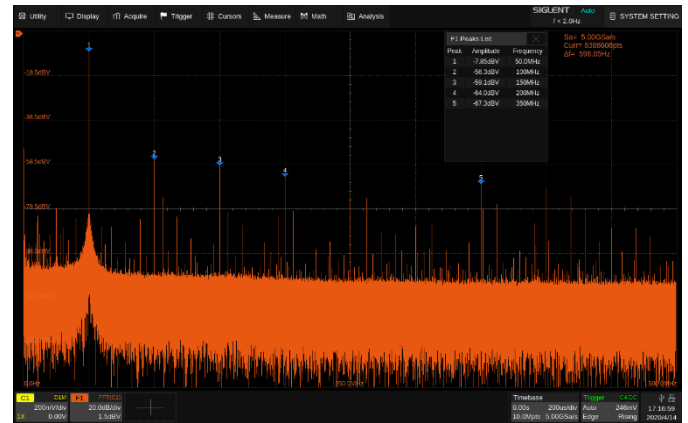 Utility Display Acquire Trigger Cursors Measure Math Analysis SIGLENT Auto SYSTEM SETTING
f < 2.0Hz
F1 Peaks List
Sa= 5.00GSa/s
Curr= 8388608pts
Δf= 596.05Hz
Peak Amplitude Frequency
1 -7.85dBV 50.0MHz
2 -56.3dBV 100MHz
3 -59.1dBV 150MHz
4 -64.0dBV 200MHz
5 -67.3dBV 350MHz
1
-18.5dBV
-38.5dBV
2
3
-58.5dBV
4
5
-78.5dBV
-98.5dBV
0.0Hz 250.0MHz
C1 F1 FFT(C1) Timebase Trigger C4 DC
200mV/div 20.0dB/div 0.00s 200us/div Auto 246mV 17:16:59
1X 0.00V 1.5dBV 10.0Mpts 5.00GSa/s Edge Rising 2020/4/14